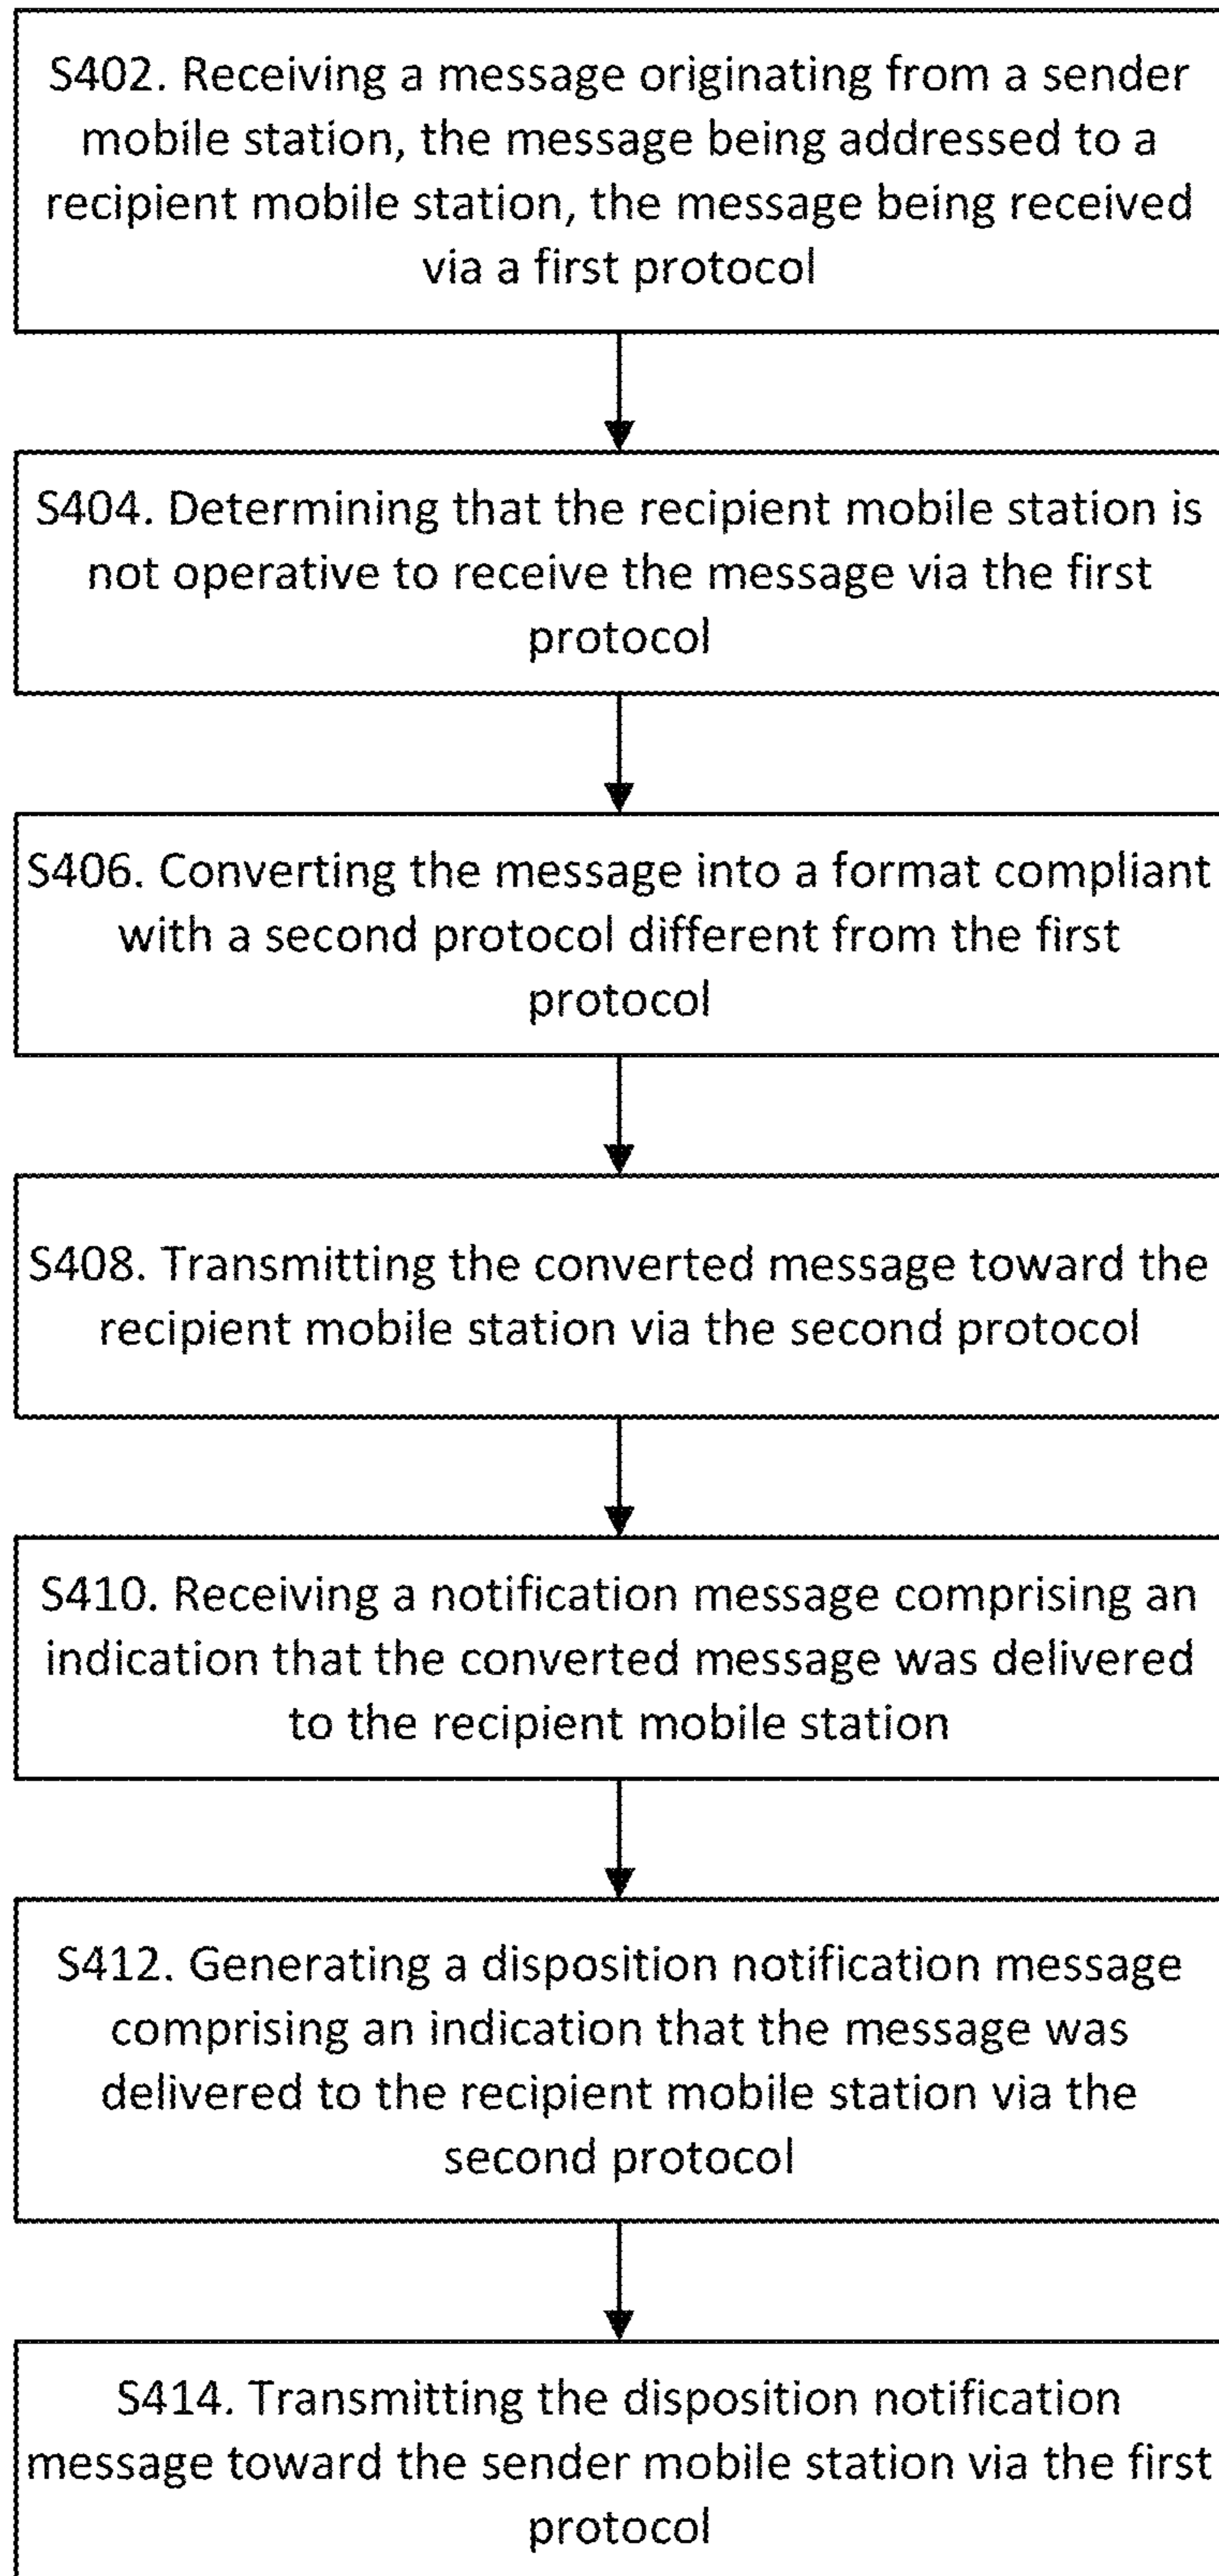 S402. Receiving a message originating from a sender
mobile station, the message being addressed to a
recipient mobile station, the message being received
via a first protocol
S404. Determining that the recipient mobile station is
not operative to receive the message via the first
protocol
S406. Converting the message into a format compliant
with a second protocol different from the first
protocol
S408. Transmitting the converted message toward the
recipient mobile station via the second protocol
S410. Receiving a notification message comprising an
indication that the converted message was delivered
to the recipient mobile station
S412. Generating a disposition notification message
comprising an indication that the message was
delivered to the recipient mobile station via the
second protocol
S414. Transmitting the disposition notification
message toward the sender mobile station via the first
protocol